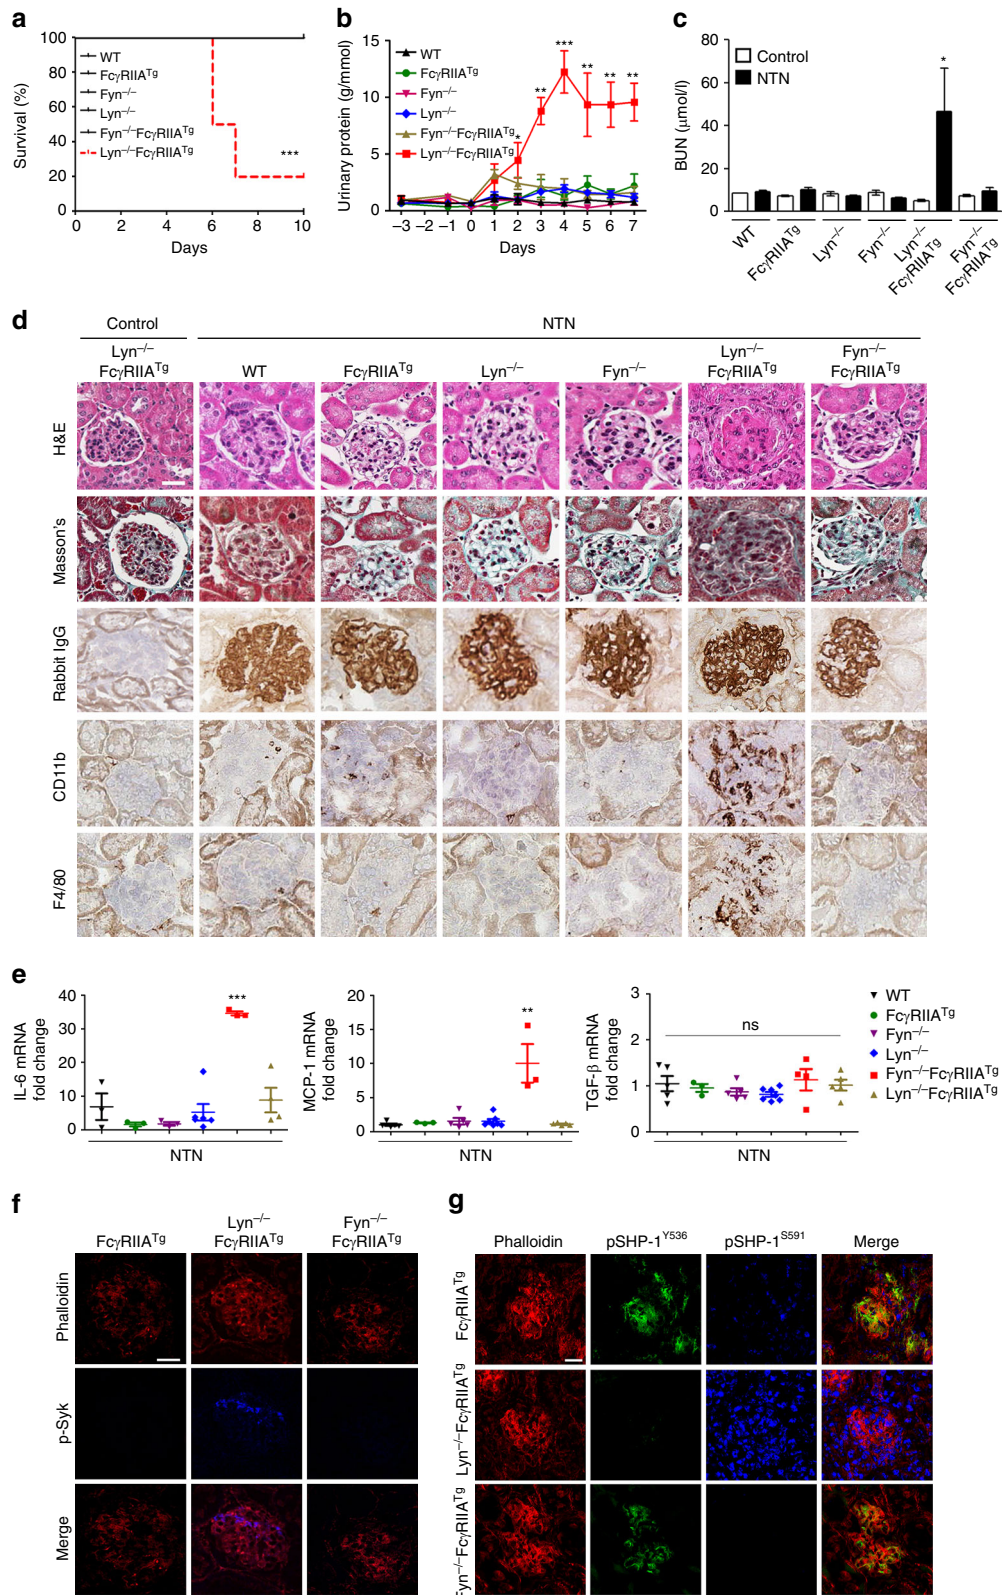 a
Survival (%)
100
80
60
40
20
0
WT
FcγRIIA^Tg
Fyn^−/−
Lyn^−/−
Fyn^−/−FcγRIIA^Tg
Lyn^−/−FcγRIIA^Tg
***
0 2 4 6 8 10
Days
b
Urinary protein (g/mmol)
15
10
5
0
WT
FcγRIIA^Tg
Fyn^−/−
Lyn^−/−
Fyn^−/−FcγRIIA^Tg
Lyn^−/−FcγRIIA^Tg
* ** *** ** ** **
−3 −2 −1 0 1 2 3 4 5 6 7
Days
c
BUN (μmol/l)
80
60
40
20
0
Control
NTN
*
WT
FcγRIIA^Tg
Lyn^−/−
Fyn^−/−
Lyn^−/−
FcγRIIA^Tg
Fyn^−/−
FcγRIIA^Tg
d
Control
NTN
Lyn^−/−
FcγRIIA^Tg
WT
FcγRIIA^Tg
Lyn^−/−
Fyn^−/−
Lyn^−/−
FcγRIIA^Tg
Fyn^−/−
FcγRIIA^Tg
H&E
Masson's
Rabbit IgG
CD11b
F4/80
e
IL-6 mRNA
fold change
40
30
20
10
0
***
NTN
MCP-1 mRNA
fold change
20
15
10
5
0
**
NTN
TGF-β mRNA
fold change
3
2
1
0
ns
NTN
WT
FcγRIIA^Tg
Fyn^−/−
Lyn^−/−
Fyn^−/−FcγRIIA^Tg
Lyn^−/−FcγRIIA^Tg
f
FcγRIIA^Tg
Lyn^−/−
FcγRIIA^Tg
Fyn^−/−
FcγRIIA^Tg
Phalloidin
p-Syk
Merge
g
Phalloidin
pSHP-1^Y536
pSHP-1^S591
Merge
FcγRIIA^Tg
Lyn^−/−FcγRIIA^Tg
Fyn^−/−FcγRIIA^Tg